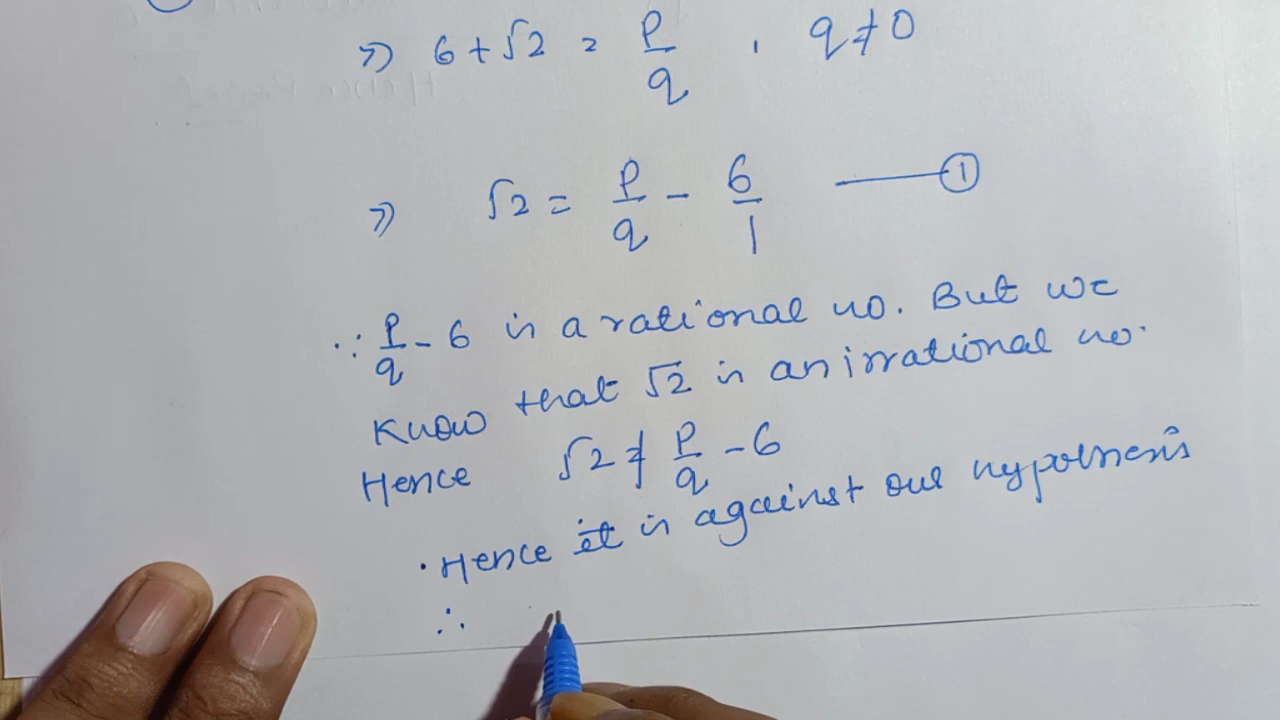 ⇒ 6+√2 = p/q , q≠0
⇒ √2 = p/q - 6/1 ——— ①
∵ p/q - 6 is a rational no. But we
know that √2 is an irrational no.
Hence √2 ≠ p/q - 6
. Hence it is against our hypothesis
∴